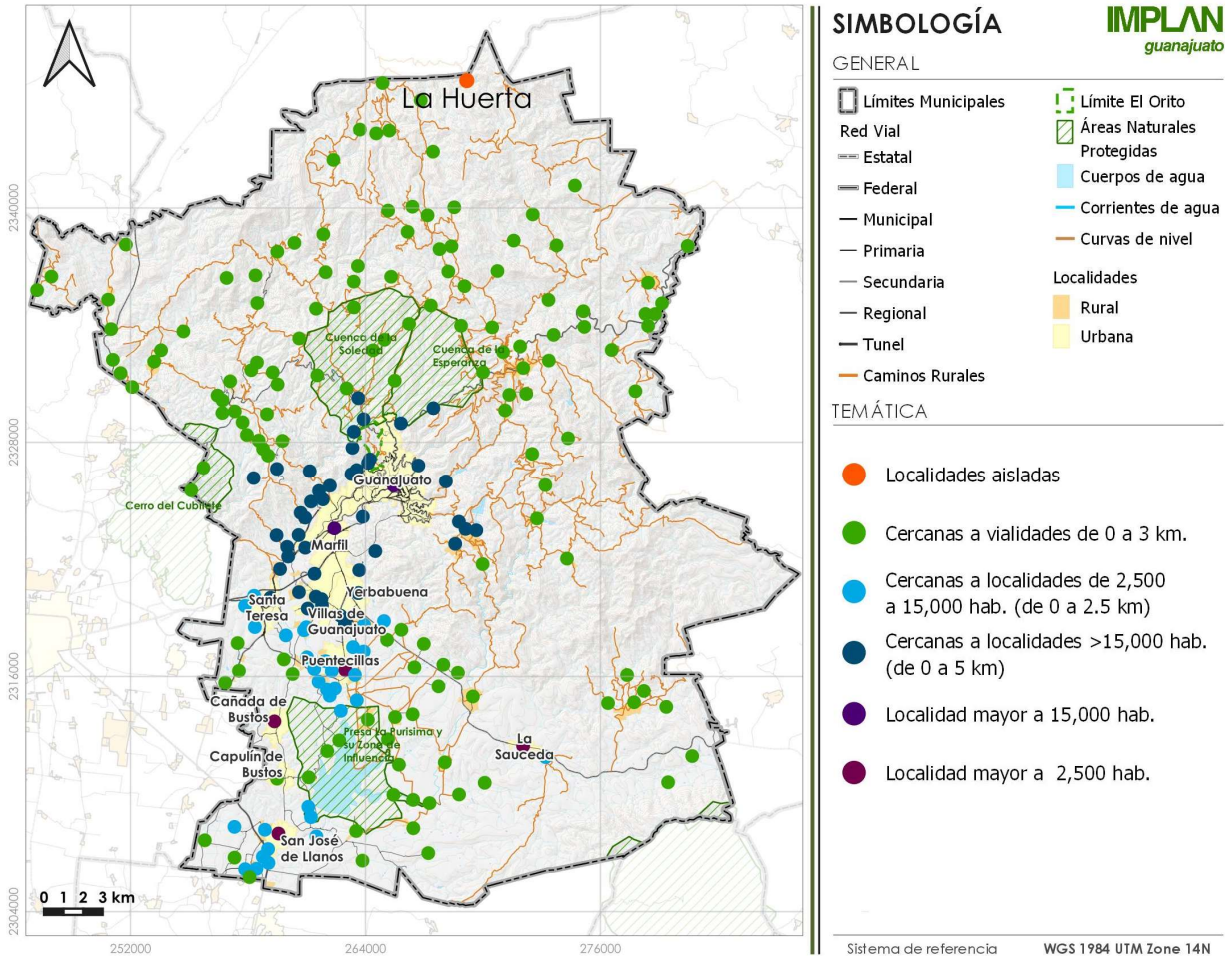 La Huerta
2340000
2328000
2316000
2304000
Cuenca de la
Soledad
Cuenca de la
Esperanza
Cerro del Cubilete
Guanajuato
Marfil
Yerbabuena
Santa
Teresa
Villas de
Guanajuato
Puentecillas
Cañada de
Bustos
Presa La Purisima y
su Zona de
Influencia
La
Sauceda
Capulín de
Bustos
San José
de Llanos
0 1 2 3 km
252000
264000
276000
SIMBOLOGÍA
IMPLAN
guanajuato
GENERAL
Límites Municipales
Red Vial
Estatal
Federal
Municipal
Primaria
Secundaria
Regional
Tunel
Caminos Rurales
Límite El Orito
Áreas Naturales
Protegidas
Cuerpos de agua
Corrientes de agua
Curvas de nivel
Localidades
Rural
Urbana
TEMÁTICA
Localidades aisladas
Cercanas a vialidades de 0 a 3 km.
Cercanas a localidades de 2,500
a 15,000 hab. (de 0 a 2.5 km)
Cercanas a localidades >15,000 hab.
(de 0 a 5 km)
Localidad mayor a 15,000 hab.
Localidad mayor a 2,500 hab.
Sistema de referencia WGS 1984 UTM Zone 14N